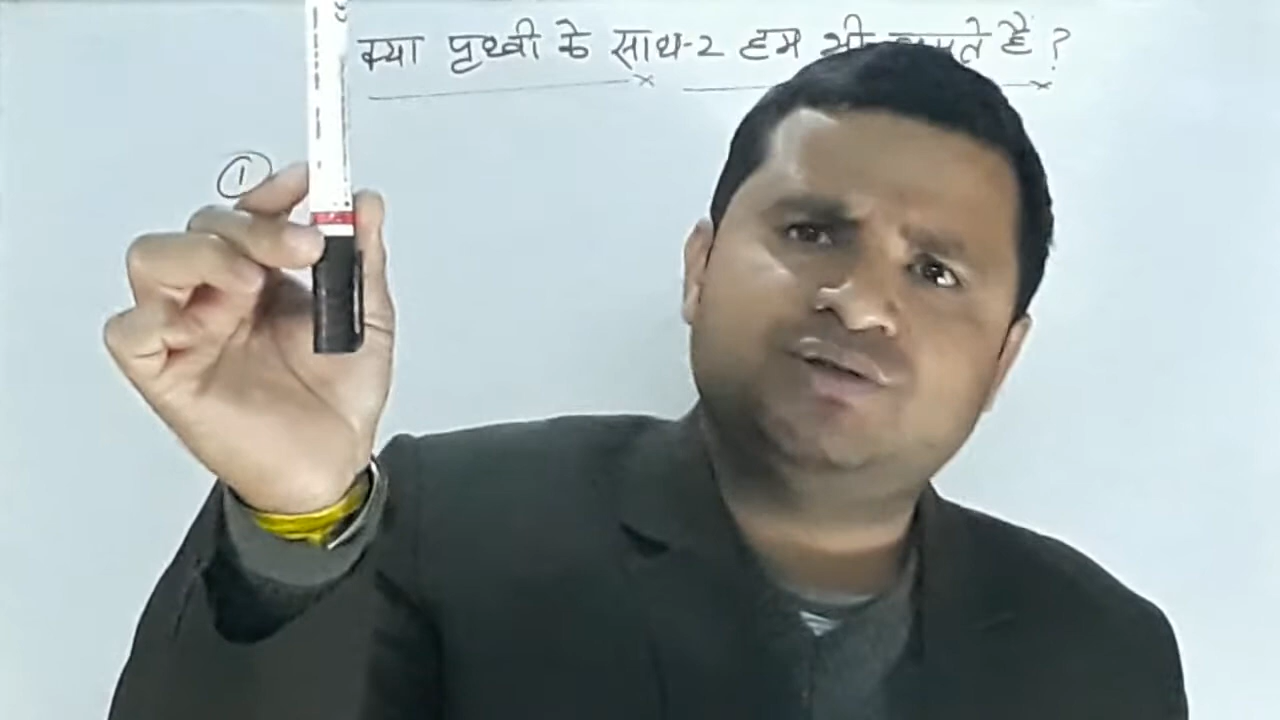 क्या पृथ्वी के साथ-2 हम भी है ?
①